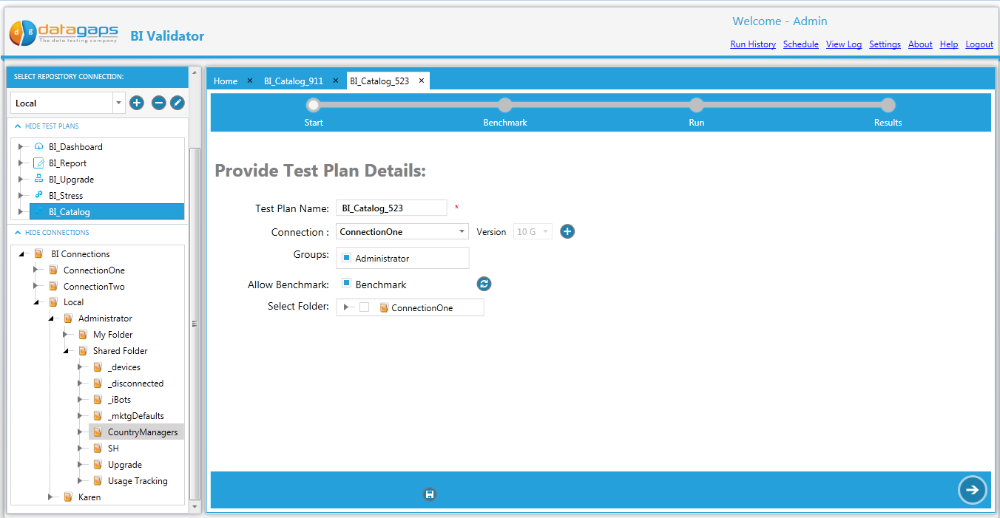 datagaps
The data testing company
d g
BI Validator
Welcome - Admin
Run History Schedule View Log Settings About Help Logout
SELECT REPOSITORY CONNECTION:
Local
HIDE TEST PLANS
BI_Dashboard
BI_Report
BI_Upgrade
BI_Stress
BI_Catalog
HIDE CONNECTIONS
BI Connections
ConnectionOne
ConnectionTwo
Local
Administrator
My Folder
Shared Folder
_devices
_disconnected
_iBots
_mktgDefaults
CountryManagers
SH
Upgrade
Usage Tracking
Karen
Home × BI_Catalog_911 × BI_Catalog_523 ×
Start Benchmark Run Results
Provide Test Plan Details:
Test Plan Name: BI_Catalog_523 *
Connection : ConnectionOne Version 10 G
Groups: Administrator
Allow Benchmark: Benchmark
Select Folder: ConnectionOne